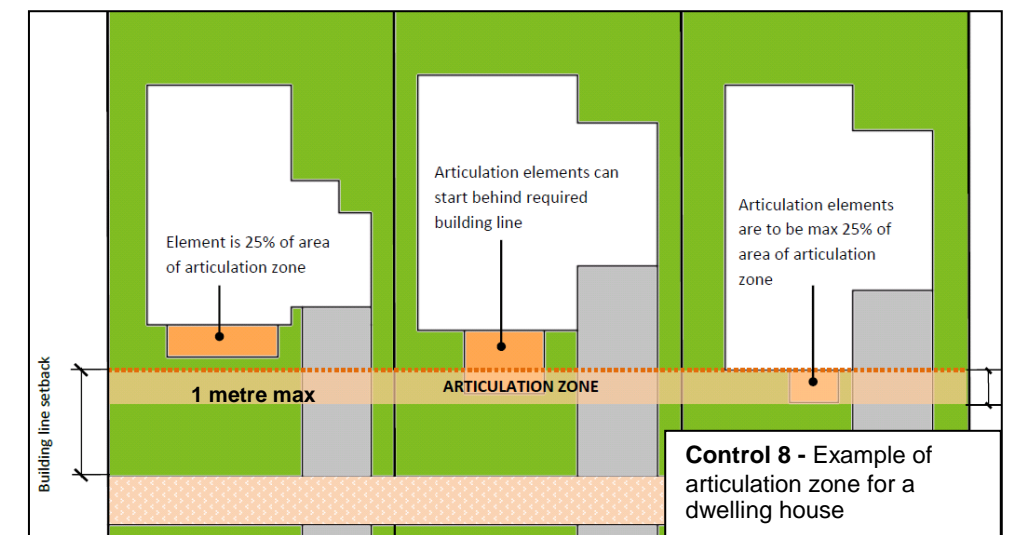 Element is 25% of area
of articulation zone
Articulation elements can
start behind required
building line
Articulation elements
are to be max 25% of
area of articulation
zone
Building line setback
1 metre max
ARTICULATION ZONE
Control 8 - Example of
articulation zone for a
dwelling house